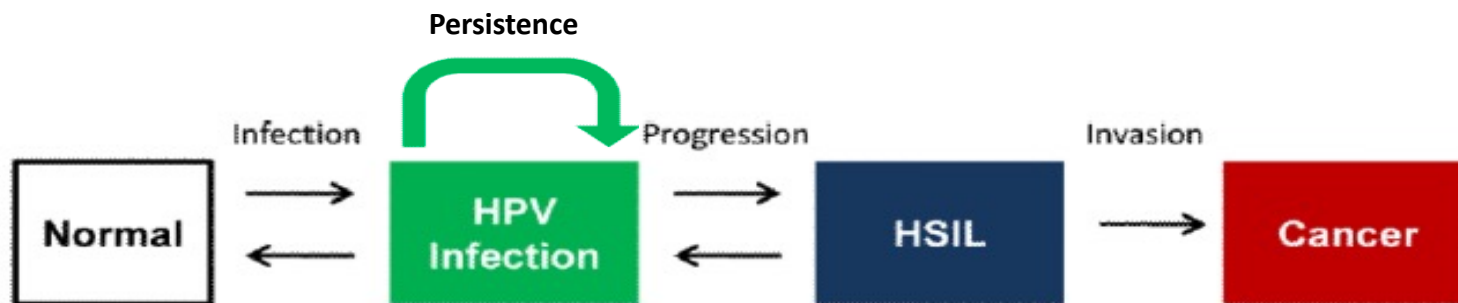 Persistence
Infection
Progression
Invasion
Normal
HPV
Infection
HSIL
Cancer